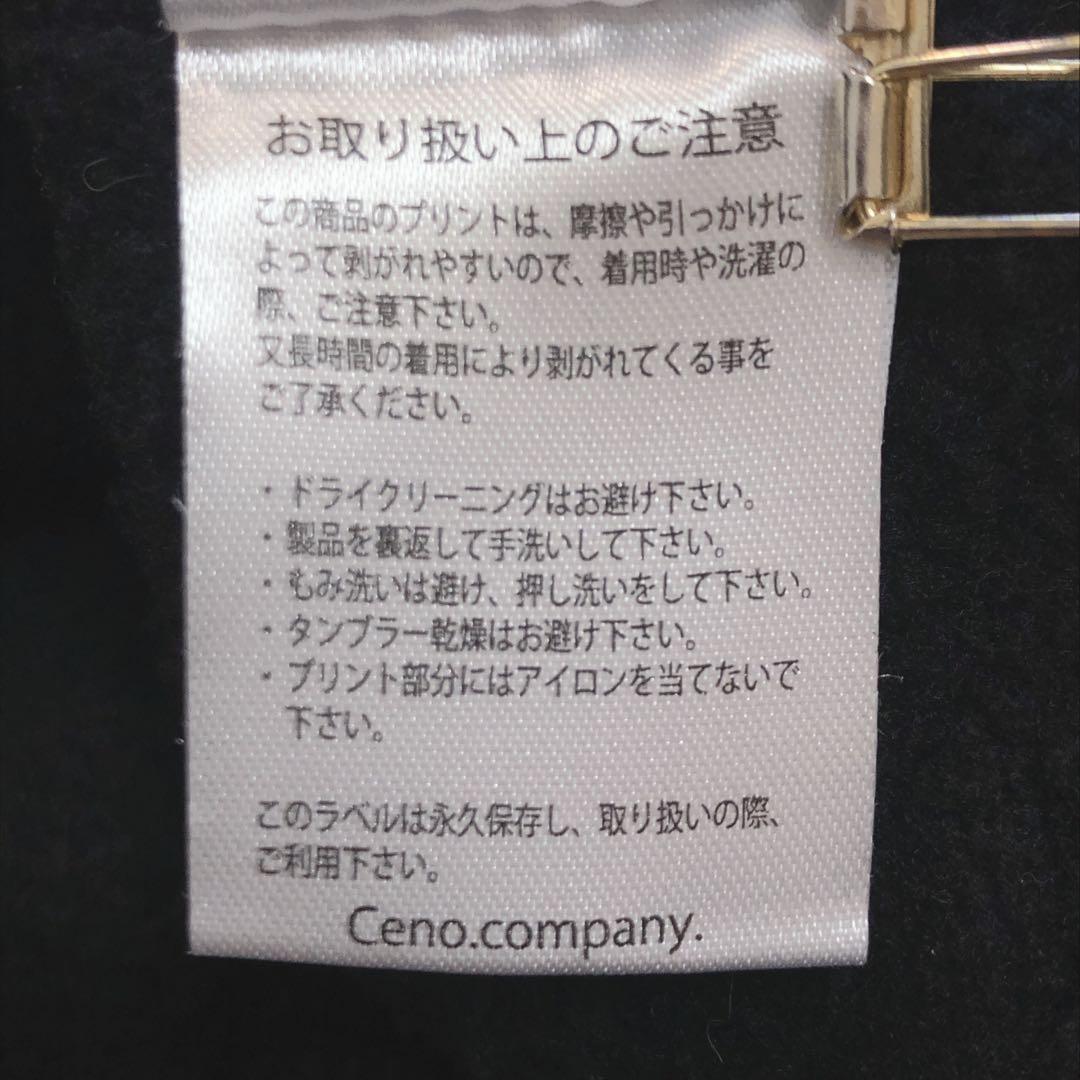 お取り扱い上のご注意
この商品のプリントは、摩擦や引っかけに
よって剥がれやすいので、着用時や洗濯の
際、ご注意下さい。
又長時間の着用により剥がれてくる事を
ご了承ください。
・ドライクリーニングはお避け下さい。
・製品を裏返して手洗いして下さい。
・もみ洗いは避け、押し洗いをして下さい。
・タンブラー乾燥はお避け下さい。
・プリント部分にはアイロンを当てないで
下さい。
このラベルは永久保存し、取り扱いの際、
ご利用下さい。
Ceno.company.